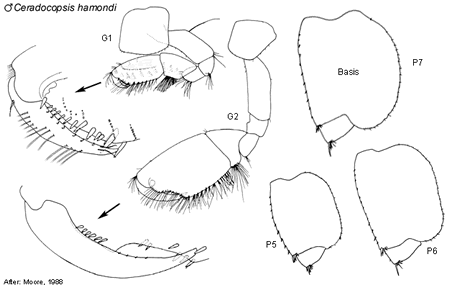 ♂ Ceradocopsis hamondi
G1
G2
Basis
P7
P5
P6
After: Moore, 1988